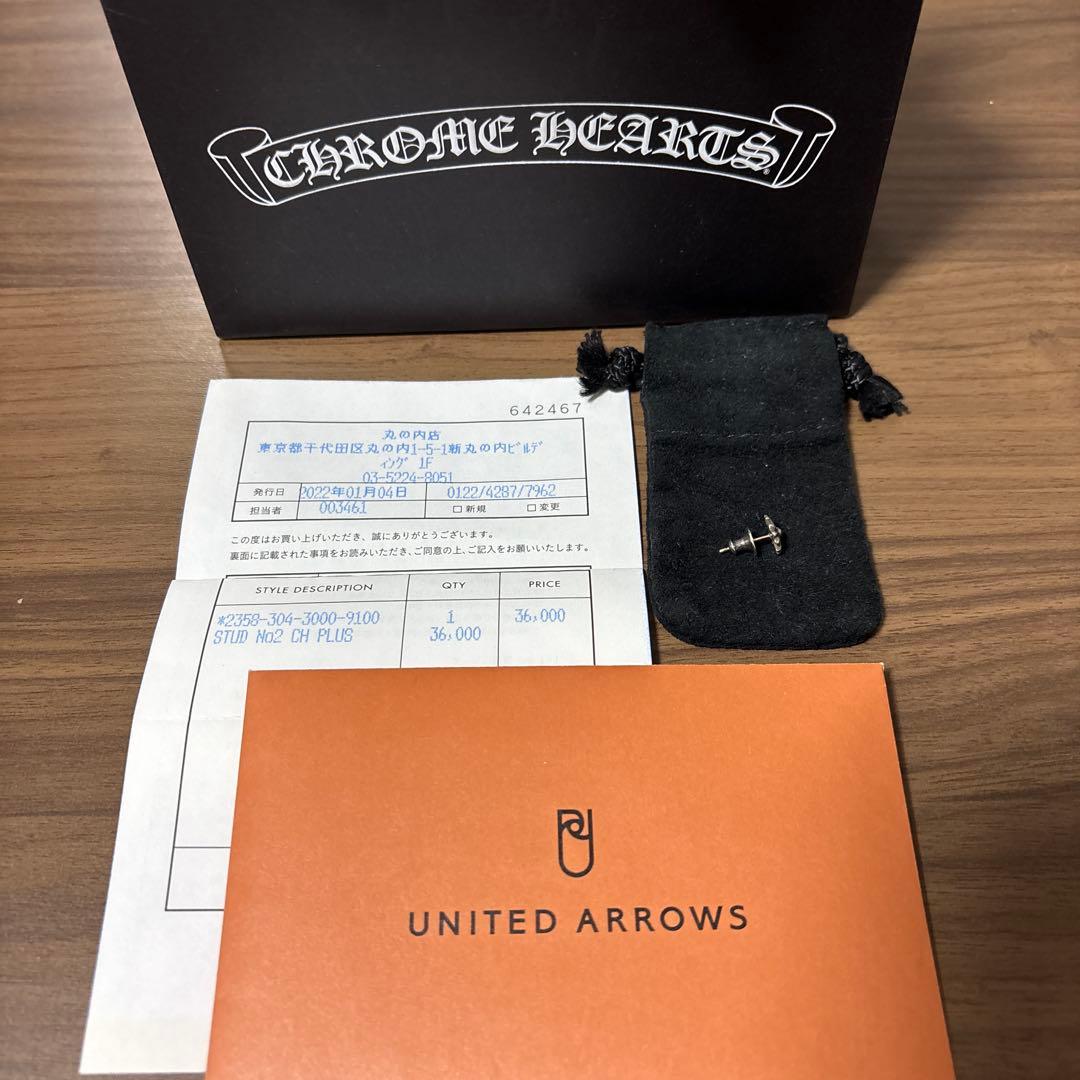 CHROME HEARTS®
642467
丸の内店
東京都千代田区丸の内1-5-1新丸の内ビルデ
ィング 1F
03-5224-8051
発行日 2022年01月04日 0122/4287/7962
担当者 003461 □ 新規 □ 変更
この度はお買い上げいただき、誠にありがとうございます。
裏面に記載された事項をお読みいただき、ご同意の上、ご記入をお願いいたします。
STYLE DESCRIPTION QTY PRICE
*2358-304-3000-9100 1 36,000
STUD No2 CH PLUS 36,000
UNITED ARROWS